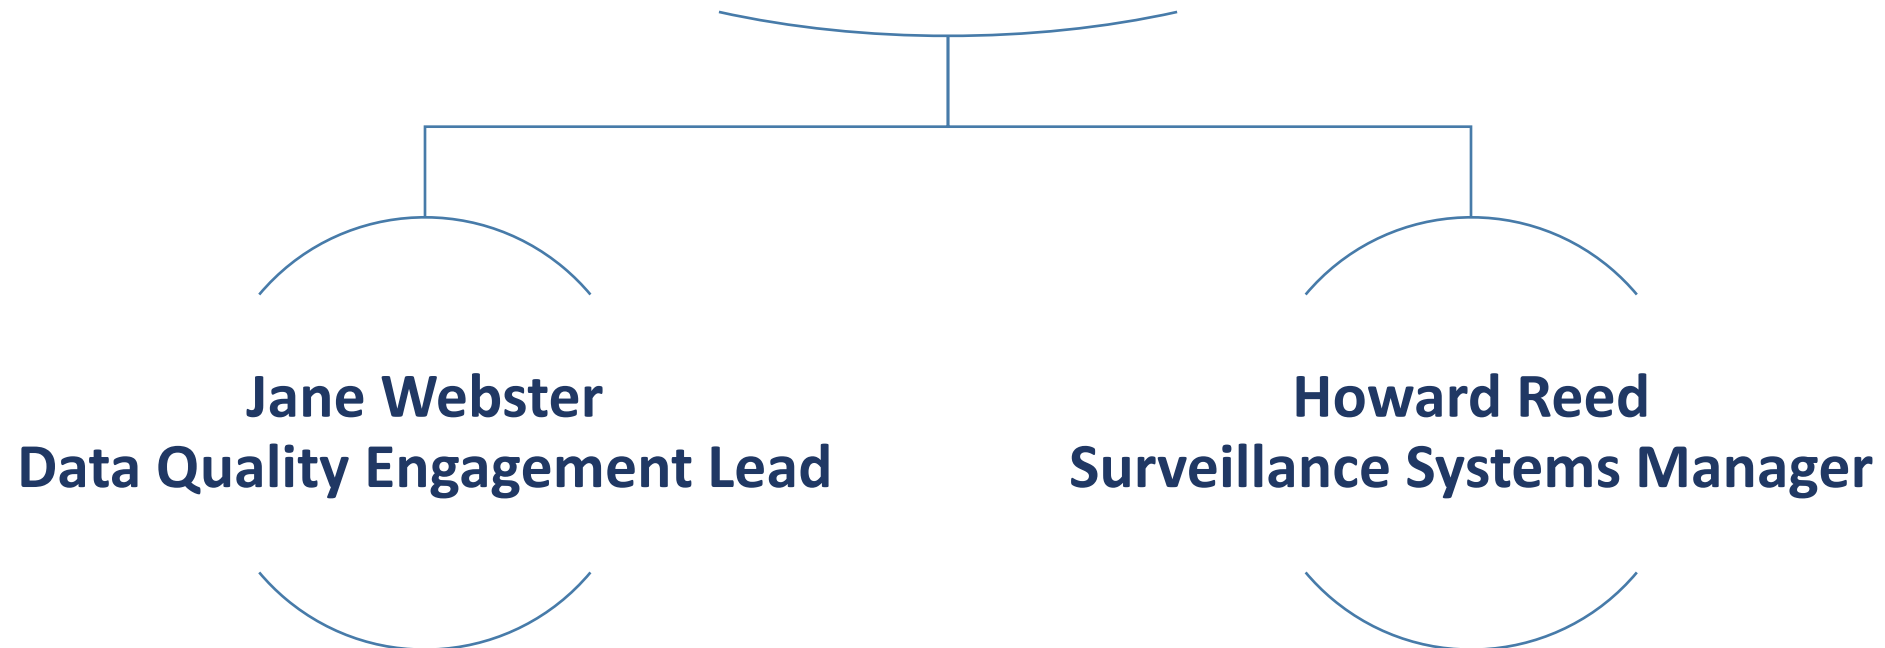 Jane Webster
Data Quality Engagement Lead
Howard Reed
Surveillance Systems Manager